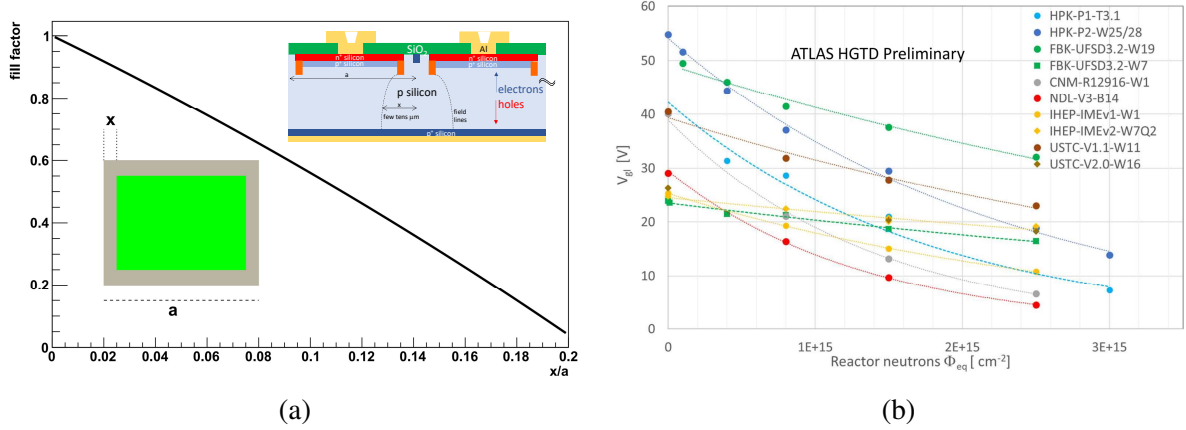 fill factor
1
0.8
0.6
0.4
0.2
0
0
0.02
0.04
0.06
0.08
0.1
0.12
0.14
0.16
0.18
0.2
x/a
x
a
SiO2
Al
n+ silicon
n+ silicon
p+ silicon
p+ silicon
a
p silicon
x
few tens μm
field
lines
electrons
holes
p+ silicon
(a)
ATLAS HGTD Preliminary
HPK-P1-T3.1
HPK-P2-W25/28
FBK-UFSD3.2-W19
FBK-UFSD3.2-W7
CNM-R12916-W1
NDL-V3-B14
IHEP-IMEv1-W1
IHEP-IMEv2-W7Q2
USTC-V1.1-W11
USTC-V2.0-W16
Vgl [V]
60
50
40
30
20
10
0
0
1E+15
2E+15
3E+15
Reactor neutrons Φeq [ cm-2]
(b)